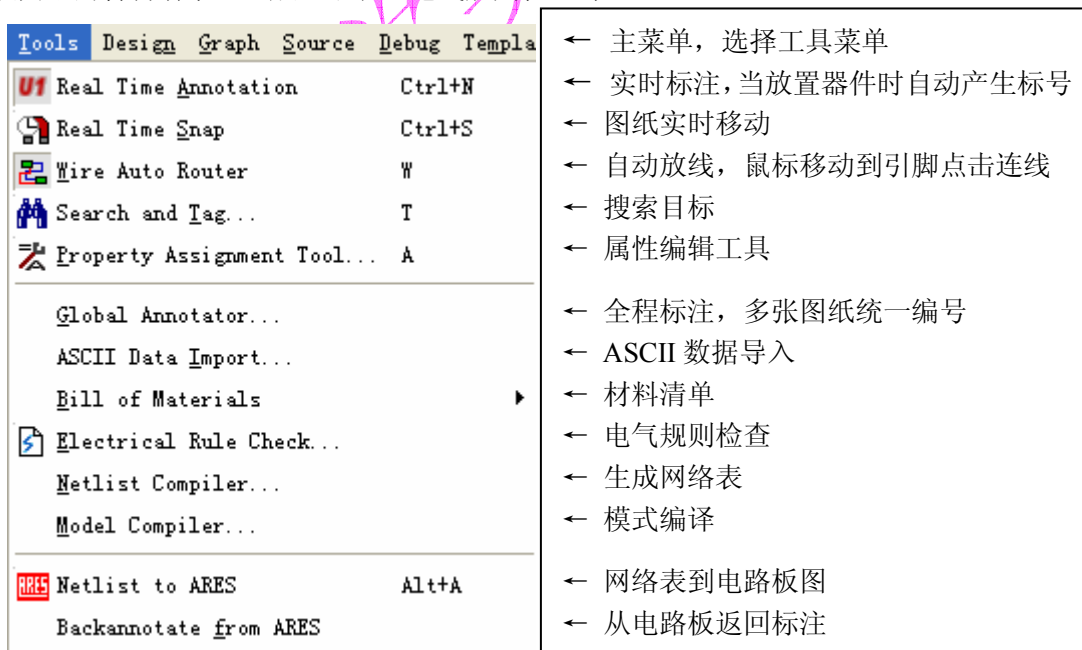 Tools Design Graph Source Debug Templa ← 主菜单，选择工具菜单
U1 Real Time Annotation Ctrl+N ← 实时标注，当放置器件时自动产生标号
Real Time Snap Ctrl+S ← 图纸实时移动
Wire Auto Router W ← 自动放线，鼠标移动到引脚点击连线
Search and Tag... T ← 搜索目标
Property Assignment Tool... A ← 属性编辑工具
Global Annotator... ← 全程标注，多张图纸统一编号
ASCII Data Import... ← ASCII 数据导入
Bill of Materials ← 材料清单
Electrical Rule Check... ← 电气规则检查
Netlist Compiler... ← 生成网络表
Model Compiler... ← 模式编译
ARES Netlist to ARES Alt+A ← 网络表到电路板图
Backannotate from ARES ← 从电路板返回标注